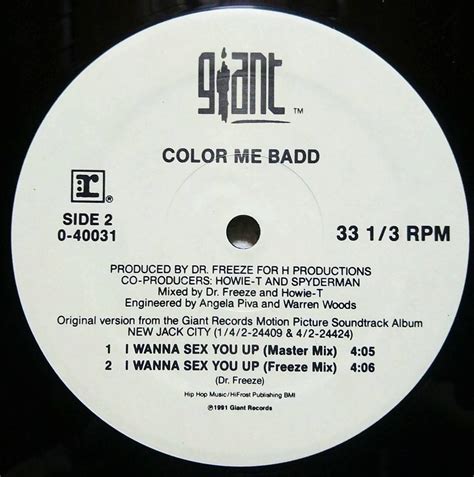 giant TM
COLOR ME BADD
r ®
SIDE 2
0-40031
33 1/3 RPM
PRODUCED BY DR. FREEZE FOR H PRODUCTIONS
CO-PRODUCERS: HOWIE-T AND SPYDERMAN
Mixed by Dr. Freeze and Howie-T
Engineered by Angela Piva and Warren Woods
Original version from the Giant Records Motion Picture Soundtrack Album
NEW JACK CITY (1/4/2-24409 & 4/2-24424)
1 I WANNA SEX YOU UP (Master Mix) 4:05
2 I WANNA SEX YOU UP (Freeze Mix) 4:06
(Dr. Freeze)
Hip Hop Music/HiFrost Publishing BMI
℗1991 Giant Records